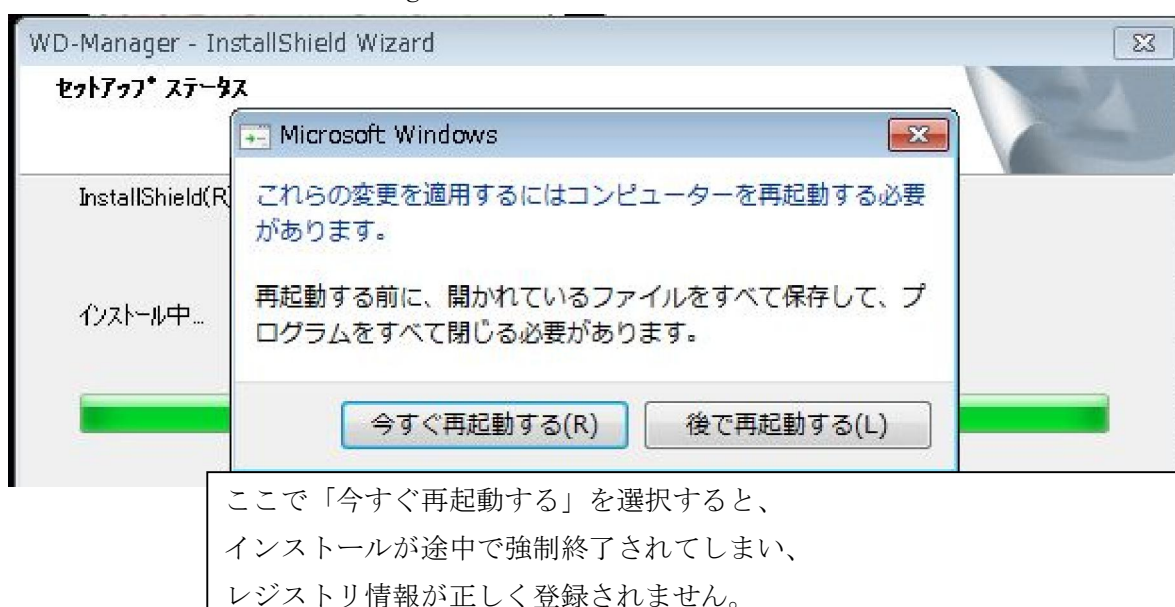 WD-Manager - InstallShield Wizard
セットアップ ステータス
Microsoft Windows
InstallShield(R)
これらの変更を適用するにはコンピューターを再起動する必要
があります。
インストール中...
再起動する前に、開かれているファイルをすべて保存して、プ
ログラムをすべて閉じる必要があります。
今すぐ再起動する(R)
後で再起動する(L)
ここで「今すぐ再起動する」を選択すると、
インストールが途中で強制終了されてしまい、
レジストリ情報が正しく登録されません。